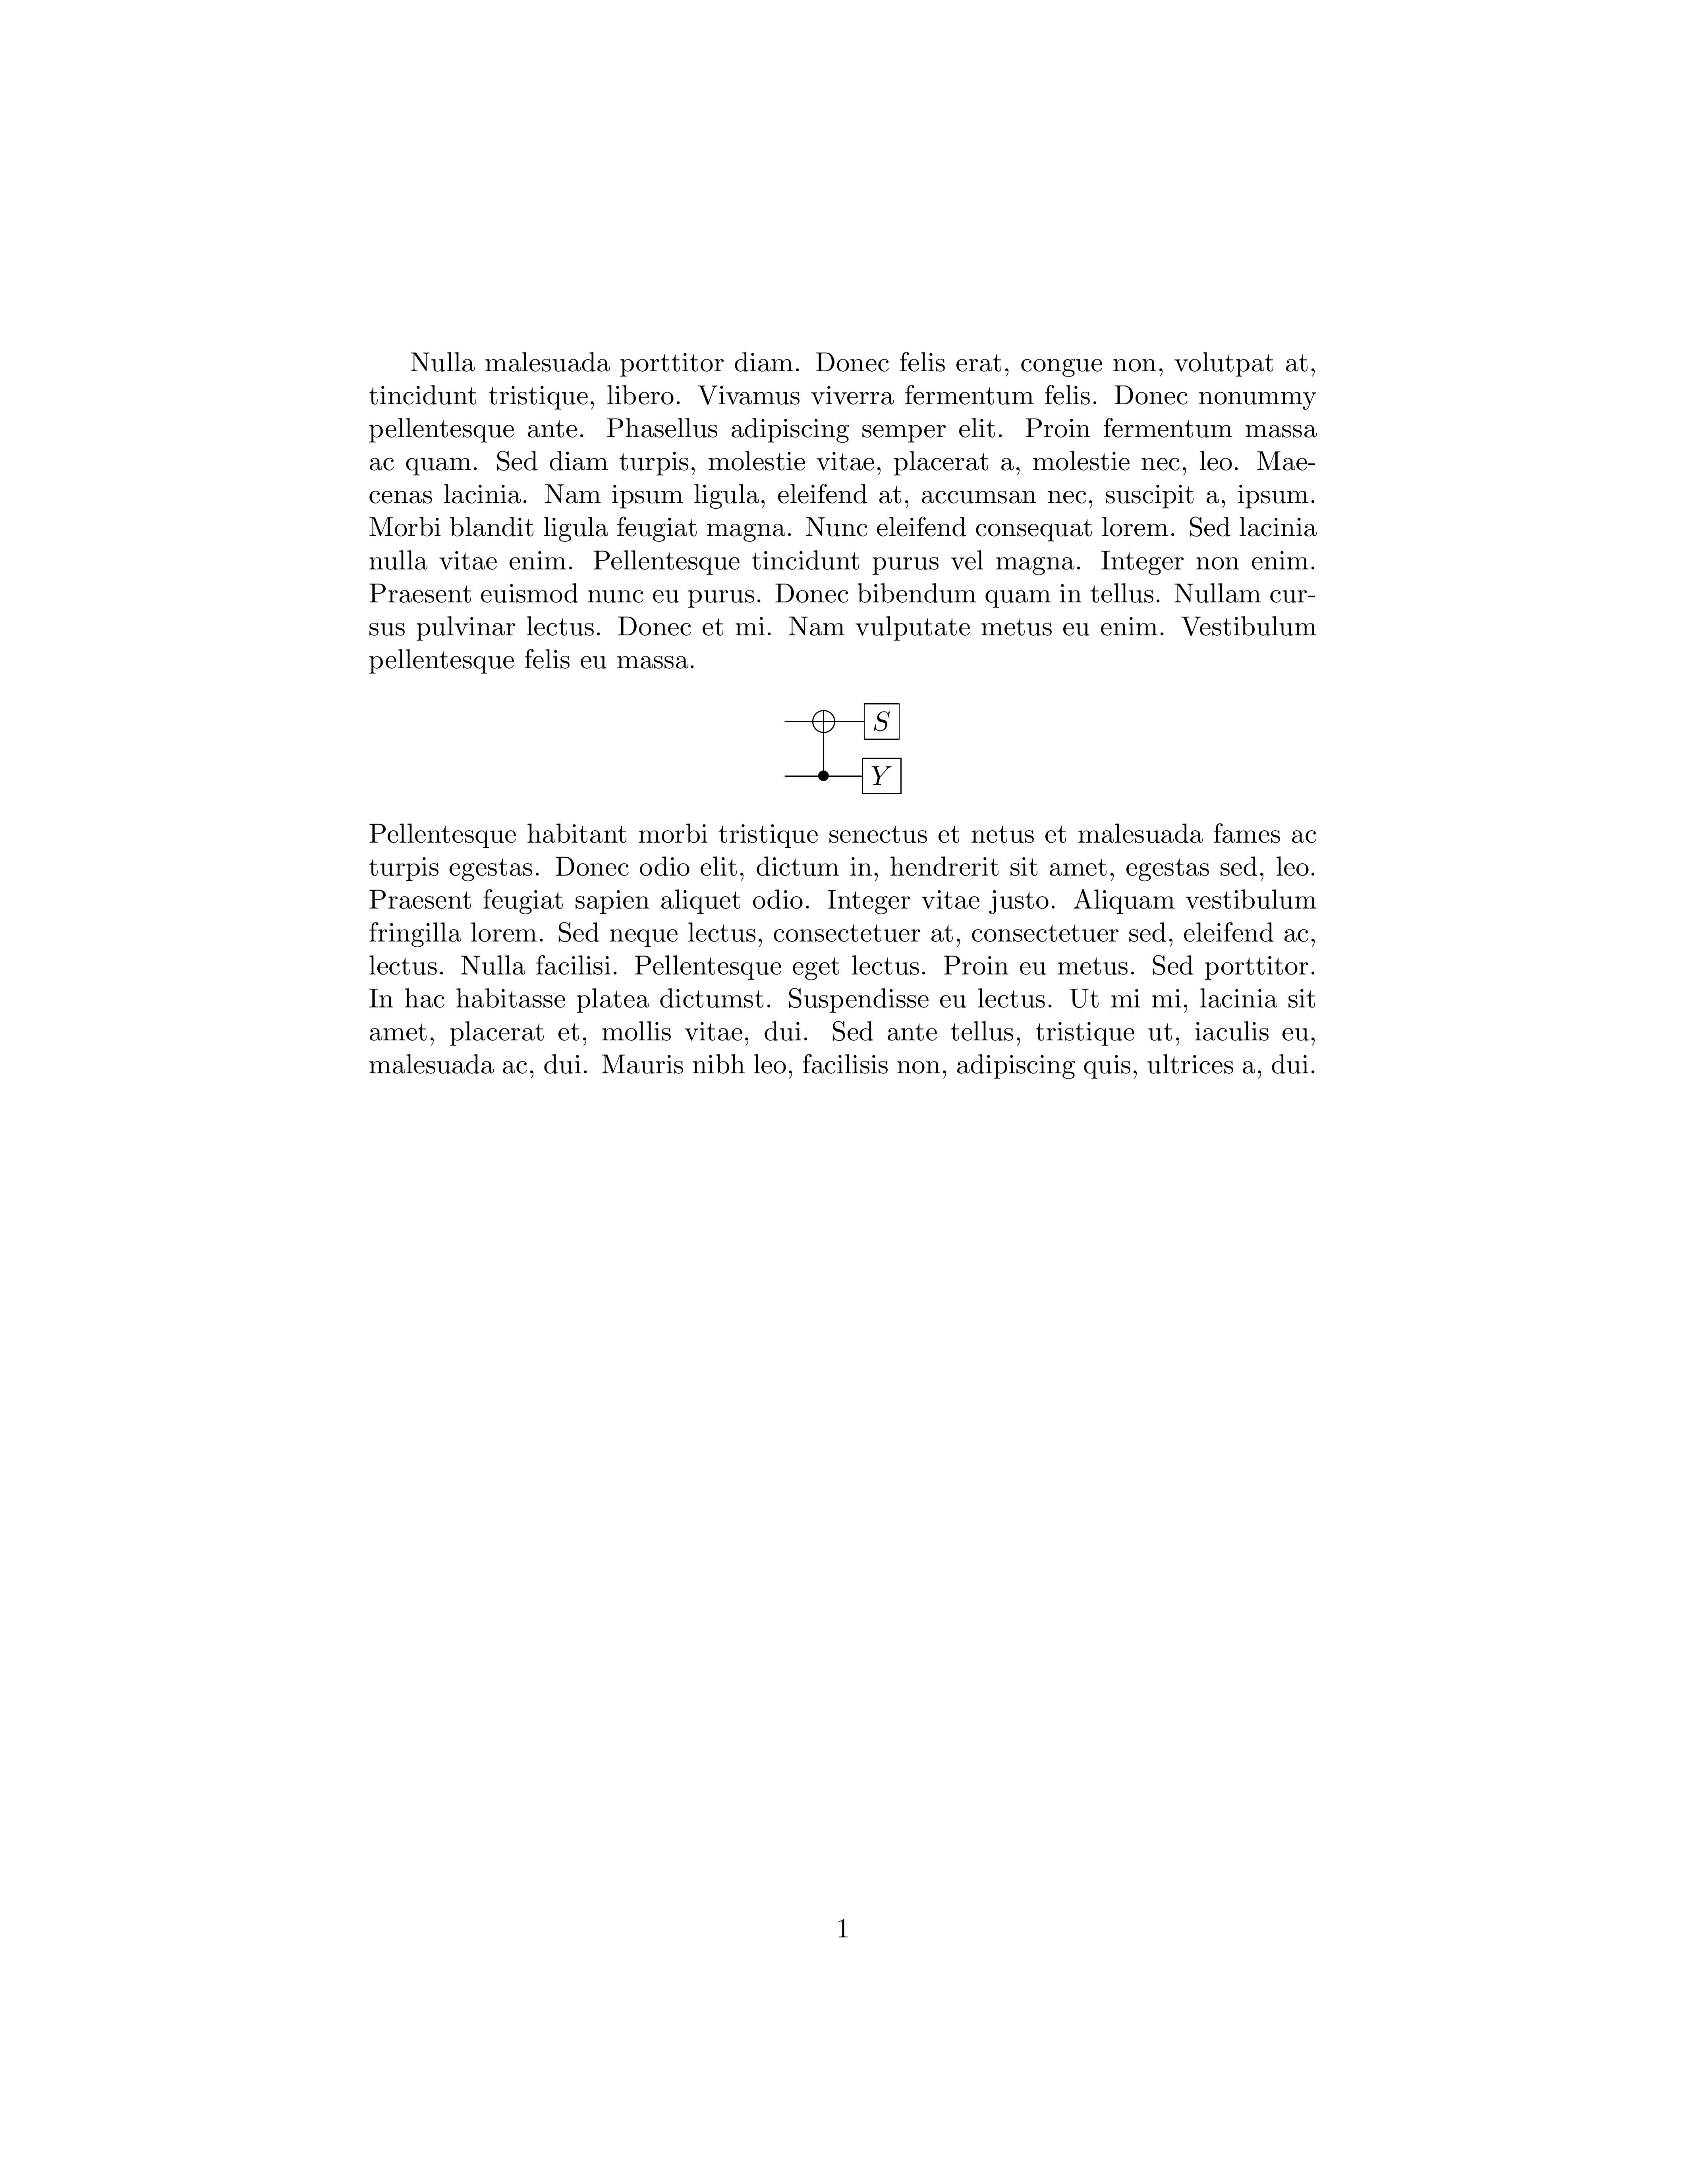 Nulla malesuada porttitor diam. Donec felis erat, congue non, volutpat at,
tincidunt tristique, libero. Vivamus viverra fermentum felis. Donec nonummy
pellentesque ante. Phasellus adipiscing semper elit. Proin fermentum massa
ac quam. Sed diam turpis, molestie vitae, placerat a, molestie nec, leo. Mae-
cenas lacinia. Nam ipsum ligula, eleifend at, accumsan nec, suscipit a, ipsum.
Morbi blandit ligula feugiat magna. Nunc eleifend consequat lorem. Sed lacinia
nulla vitae enim. Pellentesque tincidunt purus vel magna. Integer non enim.
Praesent euismod nunc eu purus. Donec bibendum quam in tellus. Nullam cur-
sus pulvinar lectus. Donec et mi. Nam vulputate metus eu enim. Vestibulum
pellentesque felis eu massa.
S
Y
Pellentesque habitant morbi tristique senectus et netus et malesuada fames ac
turpis egestas. Donec odio elit, dictum in, hendrerit sit amet, egestas sed, leo.
Praesent feugiat sapien aliquet odio. Integer vitae justo. Aliquam vestibulum
fringilla lorem. Sed neque lectus, consectetuer at, consectetuer sed, eleifend ac,
lectus. Nulla facilisi. Pellentesque eget lectus. Proin eu metus. Sed porttitor.
In hac habitasse platea dictumst. Suspendisse eu lectus. Ut mi mi, lacinia sit
amet, placerat et, mollis vitae, dui. Sed ante tellus, tristique ut, iaculis eu,
malesuada ac, dui. Mauris nibh leo, facilisis non, adipiscing quis, ultrices a, dui.
1